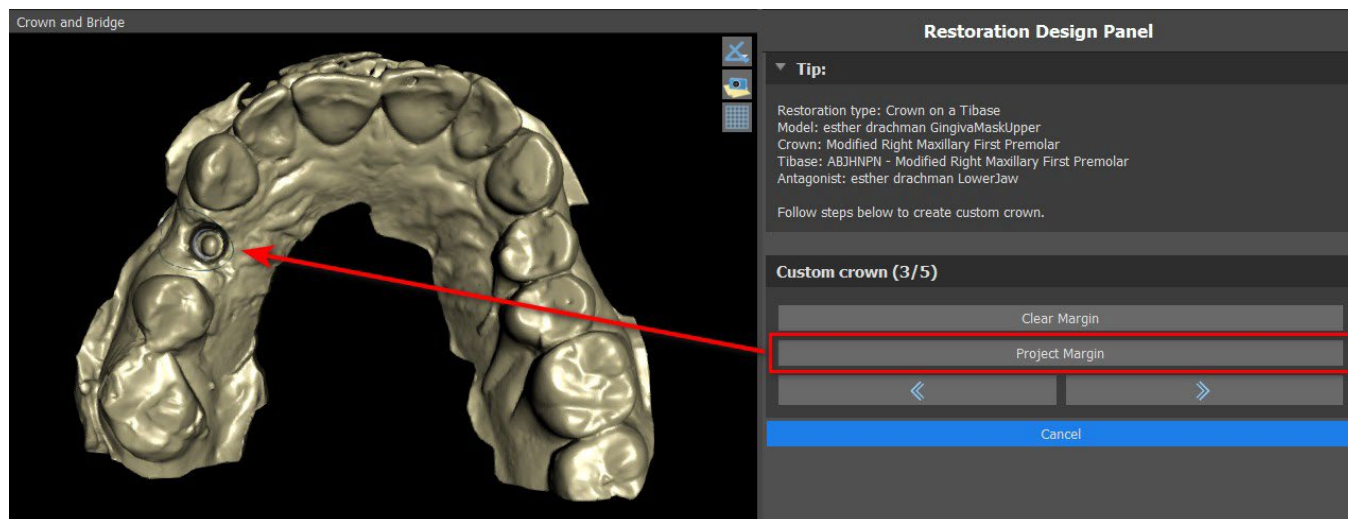 Crown and Bridge
Restoration Design Panel
Tip:
Restoration type: Crown on a Tibase
Model: esther drachman GingivaMaskUpper
Crown: Modified Right Maxillary First Premolar
Tibase: ABJHNPN - Modified Right Maxillary First Premolar
Antagonist: esther drachman LowerJaw
Follow steps below to create custom crown.
Custom crown (3/5)
Clear Margin
Project Margin
Cancel